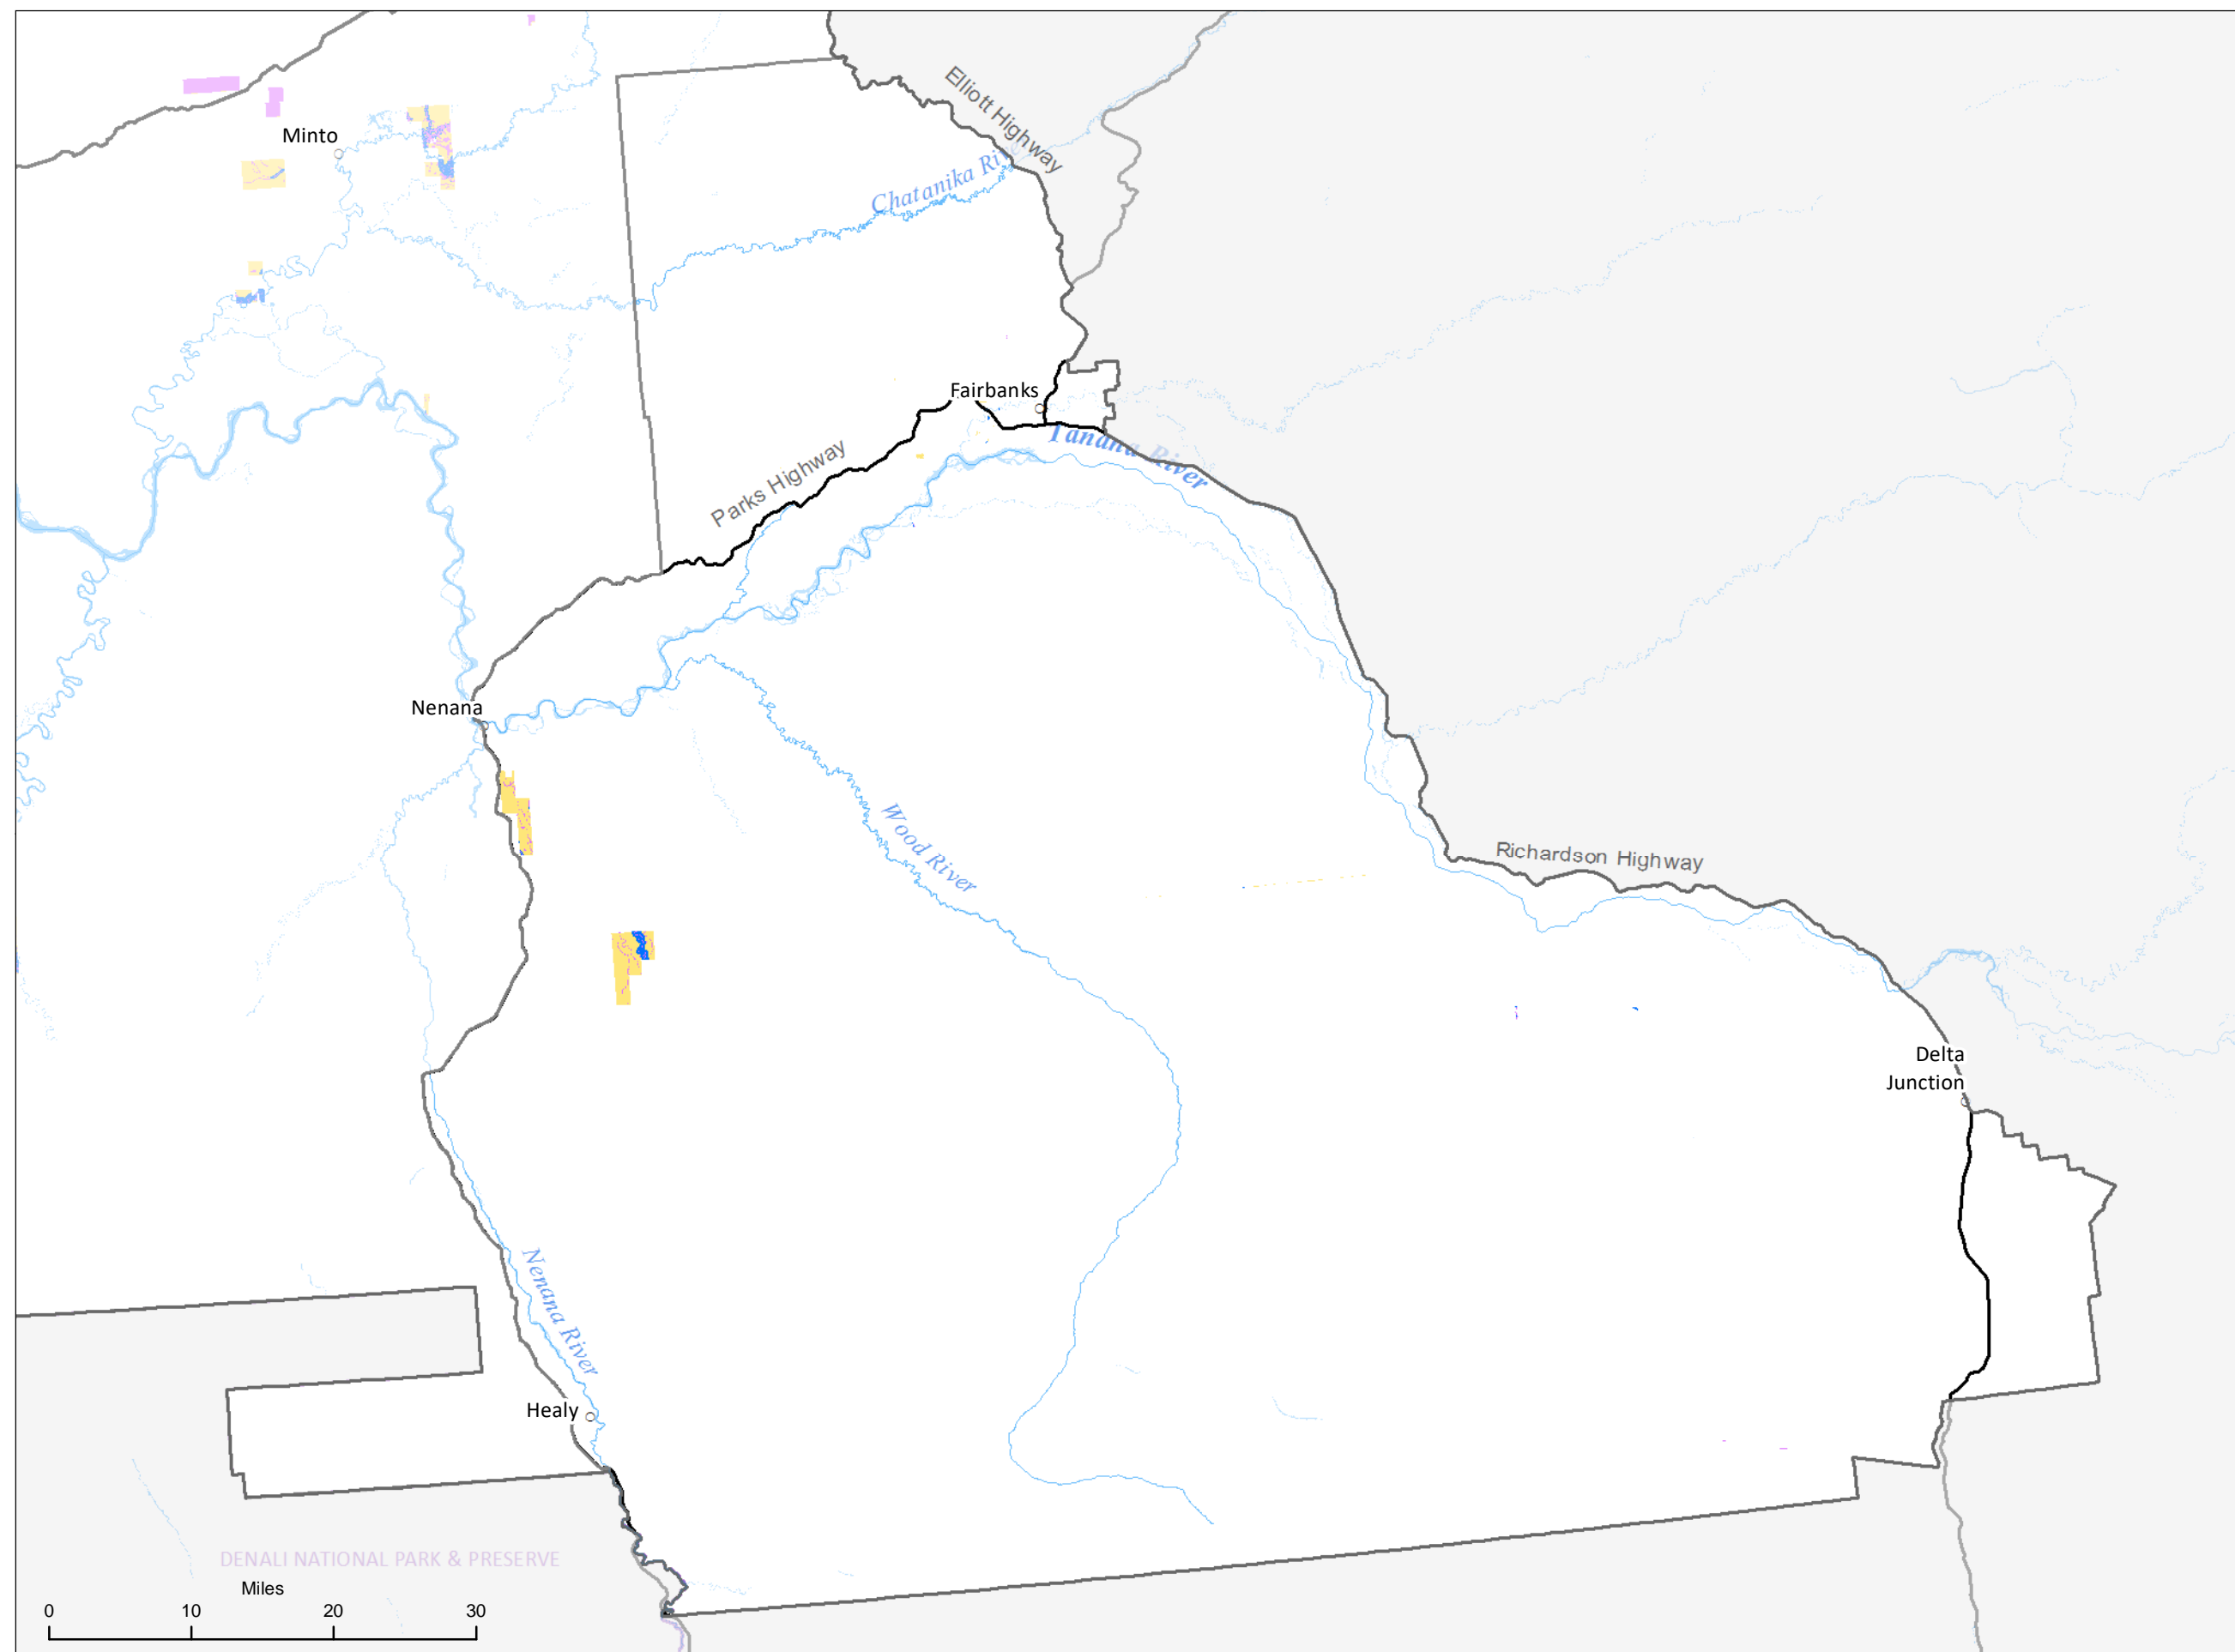 Elliott Highway
Minto
Chatanika Riv
Fairbanks
Tanana River
Parks Highway
Nenana
Wood River
Richardson Highway
Delta
Junction
Nenana River
Healy
DENALI NATIONAL PARK & PRESERVE
Miles
0 10 20 30